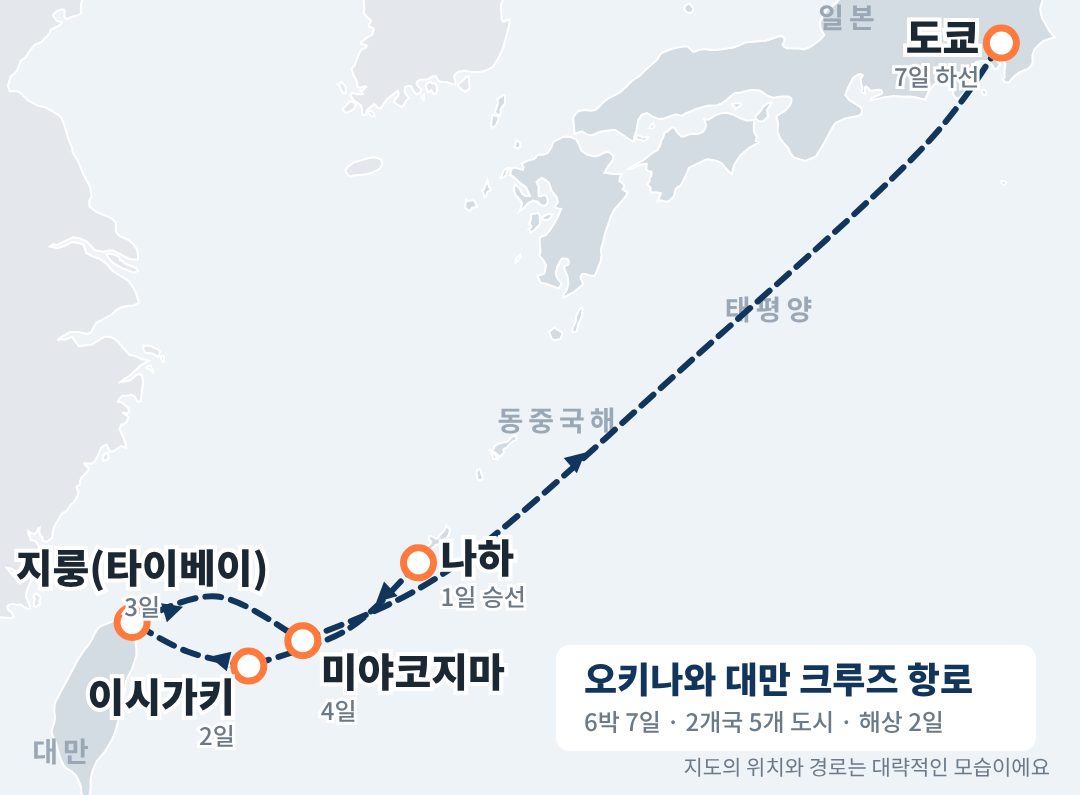 일본
도쿄
7일 하선
태평양
동중국해
나하
1일 승선
지룽(타이베이)
3일
미야코지마
4일
이시가키
2일
대만
오키나와 대만 크루즈 항로
6박 7일 · 2개국 5개 도시 · 해상 2일
지도의 위치와 경로는 대략적인 모습이에요